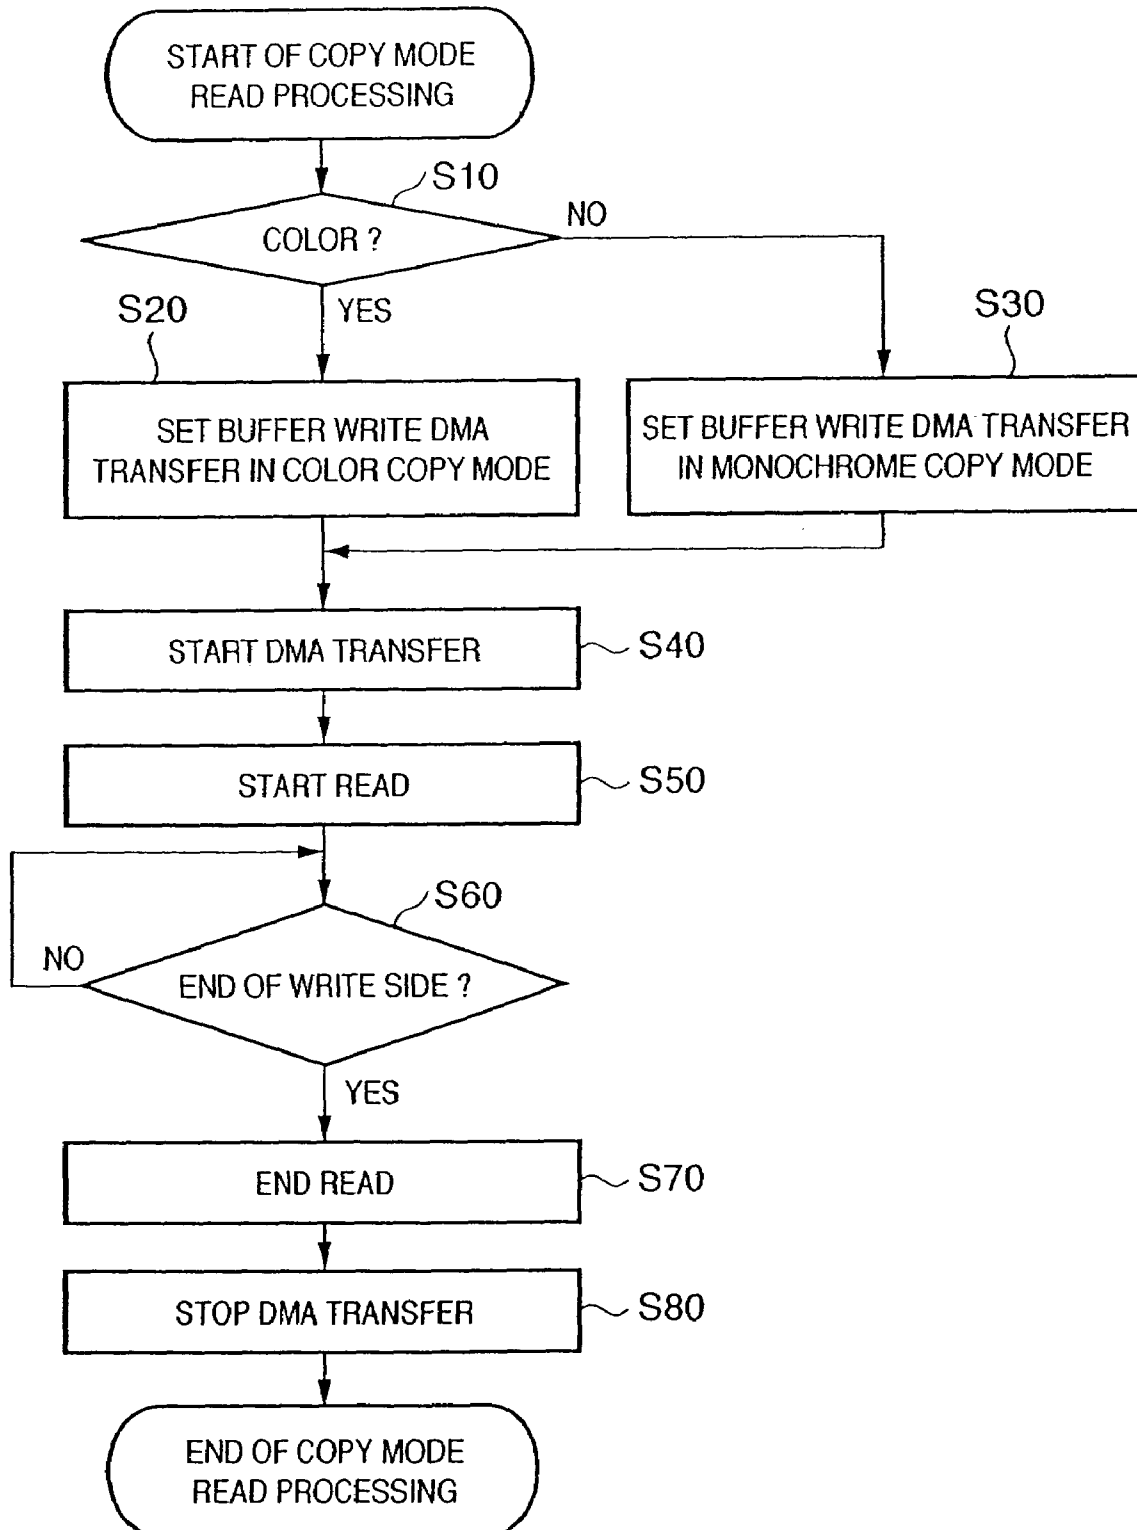 START OF COPY MODE
READ PROCESSING
S10
COLOR ?
NO
YES
S20
S30
SET BUFFER WRITE DMA
TRANSFER IN COLOR COPY MODE
SET BUFFER WRITE DMA TRANSFER
IN MONOCHROME COPY MODE
START DMA TRANSFER
S40
START READ
S50
S60
NO
END OF WRITE SIDE ?
YES
END READ
S70
STOP DMA TRANSFER
S80
END OF COPY MODE
READ PROCESSING